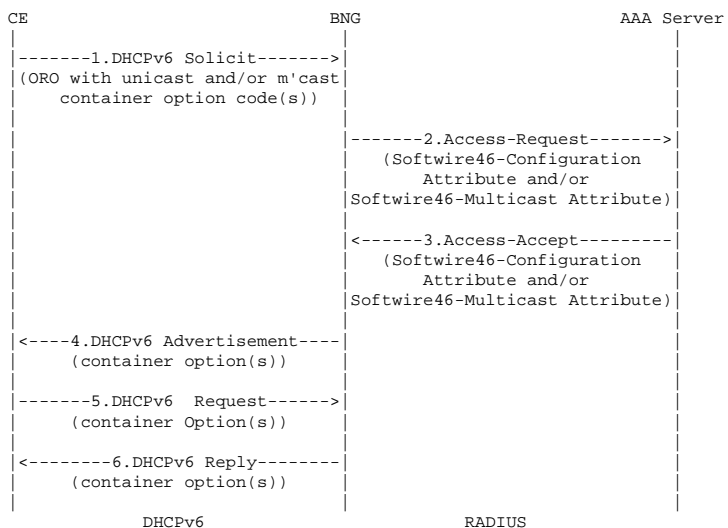 CE BNG AAA Server
|-------1.DHCPv6 Solicit------->|
|(ORO with unicast and/or m'cast|
container option code(s))|
|-------2.Access-Request------->|
(Softwire46-Configuration
Attribute and/or
|Softwire46-Multicast Attribute)|
|<------3.Access-Accept---------|
(Softwire46-Configuration
Attribute and/or
|Softwire46-Multicast Attribute)|
|<----4.DHCPv6 Advertisement----|
(container option(s))
|-------5.DHCPv6 Request------>|
(container Option(s))
|<--------6.DHCPv6 Reply--------|
(container option(s))
DHCPv6 RADIUS